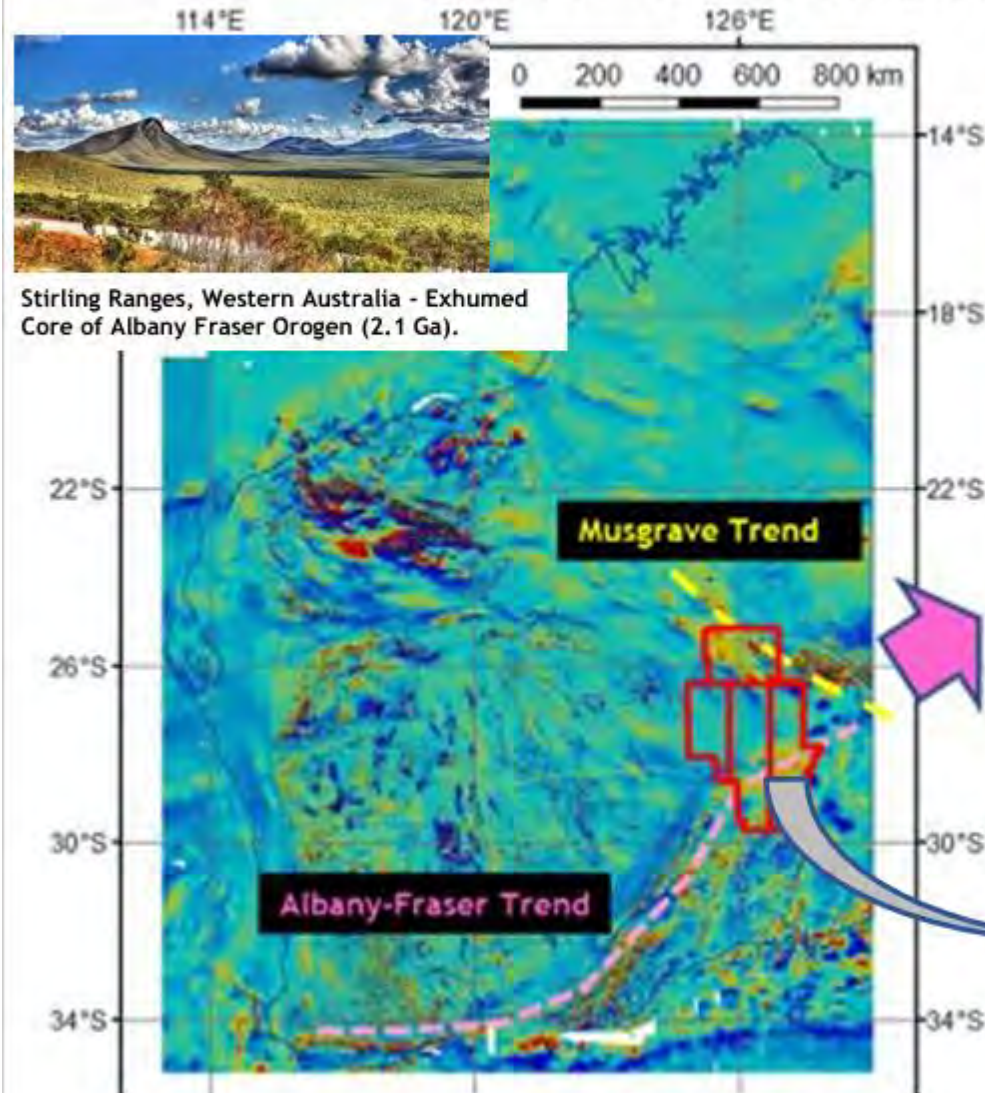 114°E 120°E 126°E
0 200 400 600 800 km
14°S
Stirling Ranges, Western Australia - Exhumed
Core of Albany Fraser Orogen (2.1 Ga).
18°S
22°S 22°S
Musgrave Trend
26°S 26°S
30°S 30°S
Albany-Fraser Trend
34°S 34°S